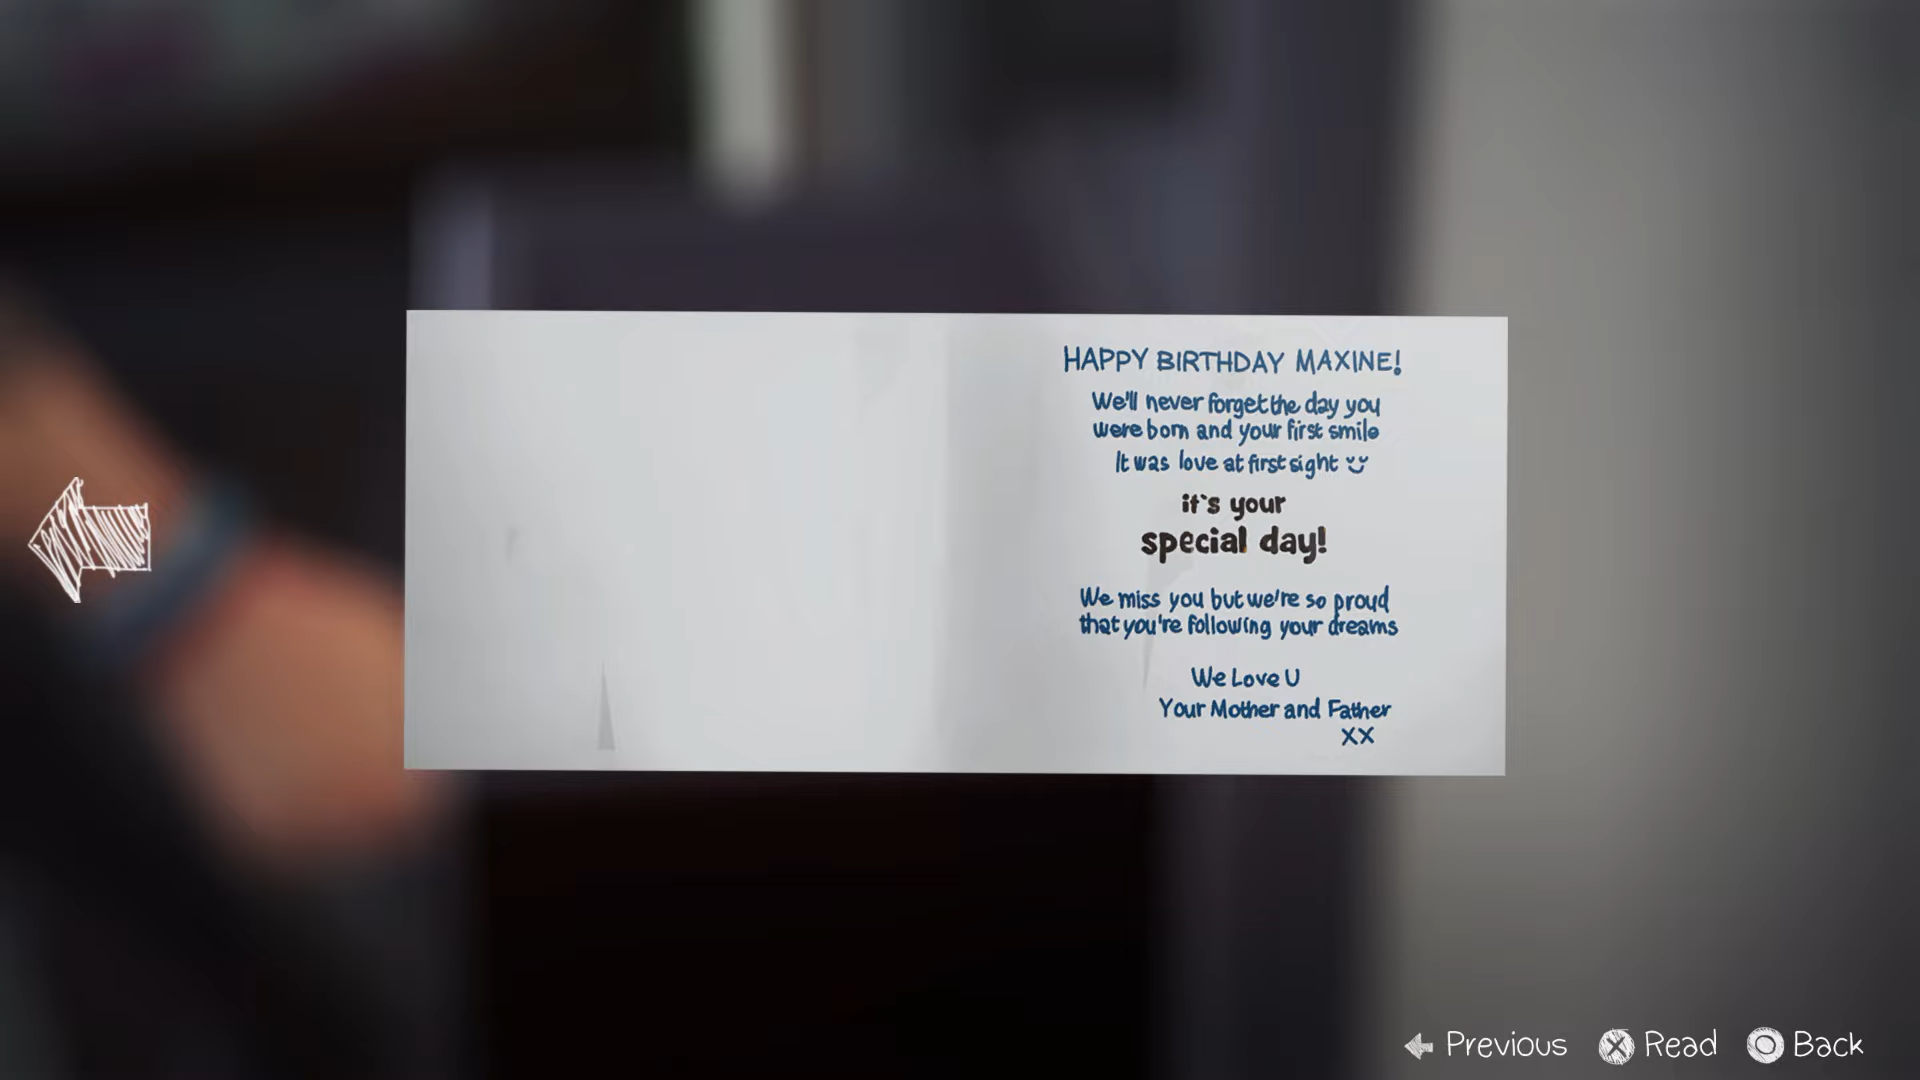 HAPPY BIRTHDAY MAXINE!
We'll never forget the day you
were born and your first smile
It was love at first sight
it's your
special day!
We miss you but we're so proud
that you're following your dreams
We Love U
Your Mother and Father
XX
Previous
Read
Back